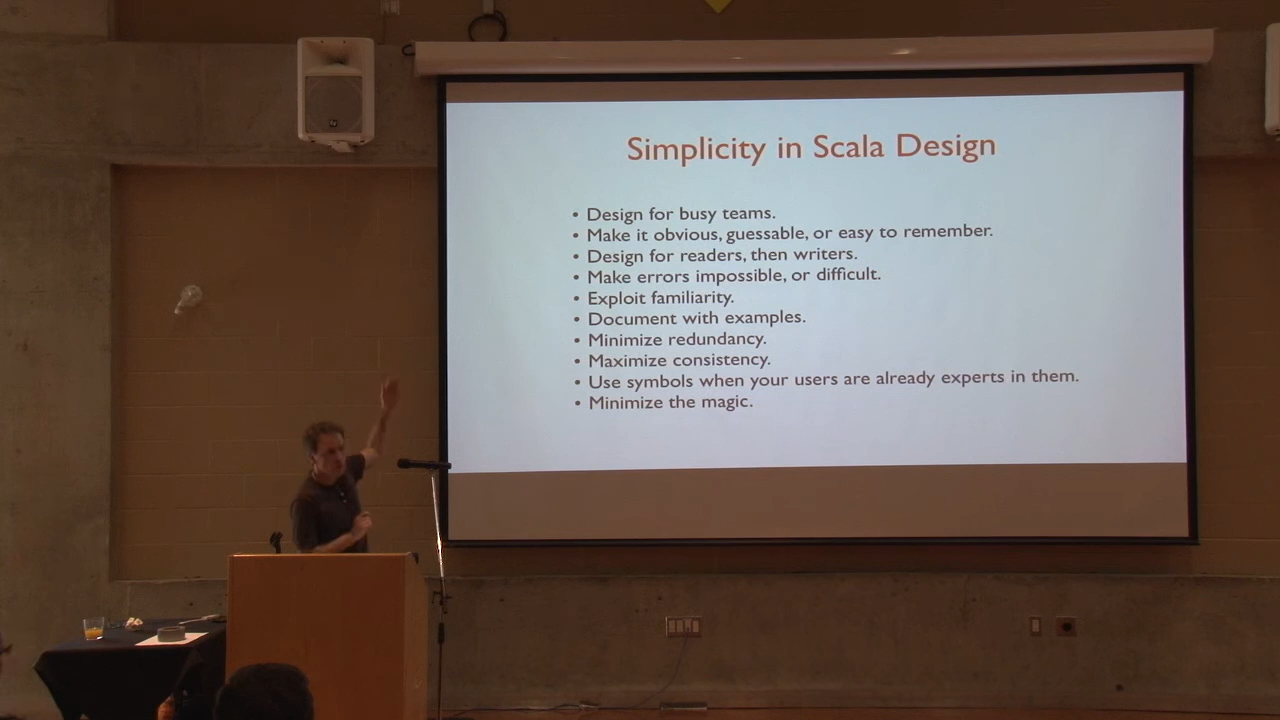 Simplicity in Scala Design
• Design for busy teams.
• Make it obvious, guessable, or easy to remember.
• Design for readers, then writers.
• Make errors impossible, or difficult.
• Exploit familiarity.
• Document with examples.
• Minimize redundancy.
• Maximize consistency.
• Use symbols when your users are already experts in them.
• Minimize the magic.